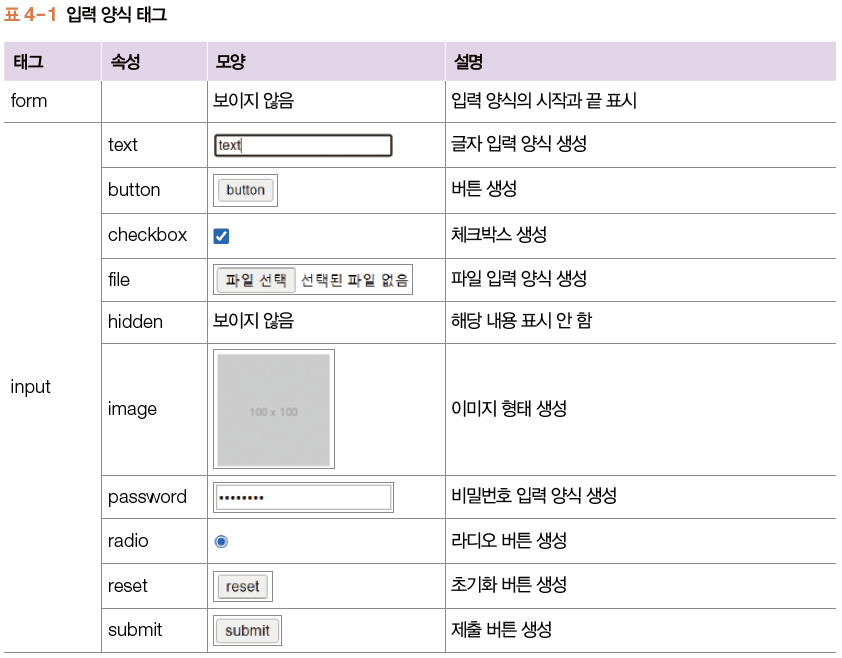 표 4-1 입력 양식 태그
태그 속성 모양 설명
form 보이지 않음 입력 양식의 시작과 끝 표시
text text 글자 입력 양식 생성
button button 버튼 생성
checkbox 체크박스 생성
file 파일 선택 선택된 파일 없음 파일 입력 양식 생성
hidden 보이지 않음 해당 내용 표시 안 함
input
image 100 x 100 이미지 형태 생성
password •••••••• 비밀번호 입력 양식 생성
radio 라디오 버튼 생성
reset reset 초기화 버튼 생성
submit submit 제출 버튼 생성